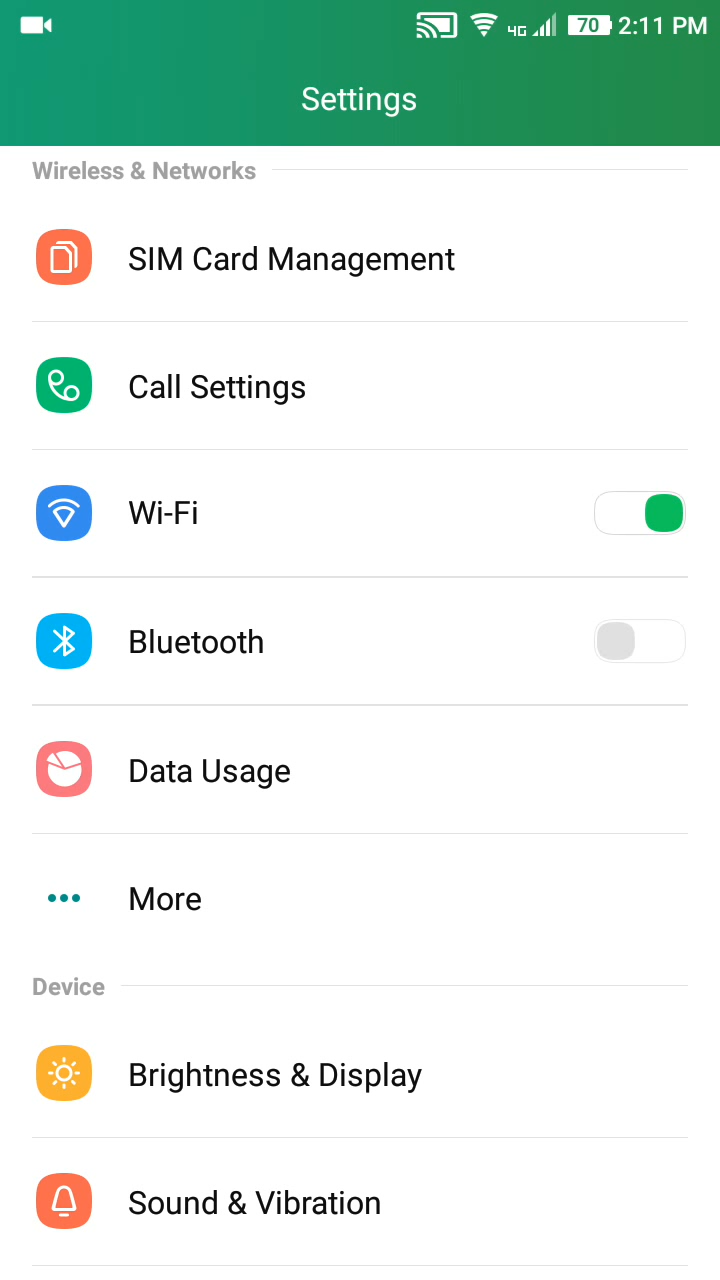 4G 70 2:11 PM
Settings
Wireless & Networks
SIM Card Management
Call Settings
Wi-Fi
Bluetooth
Data Usage
More
Device
Brightness & Display
Sound & Vibration